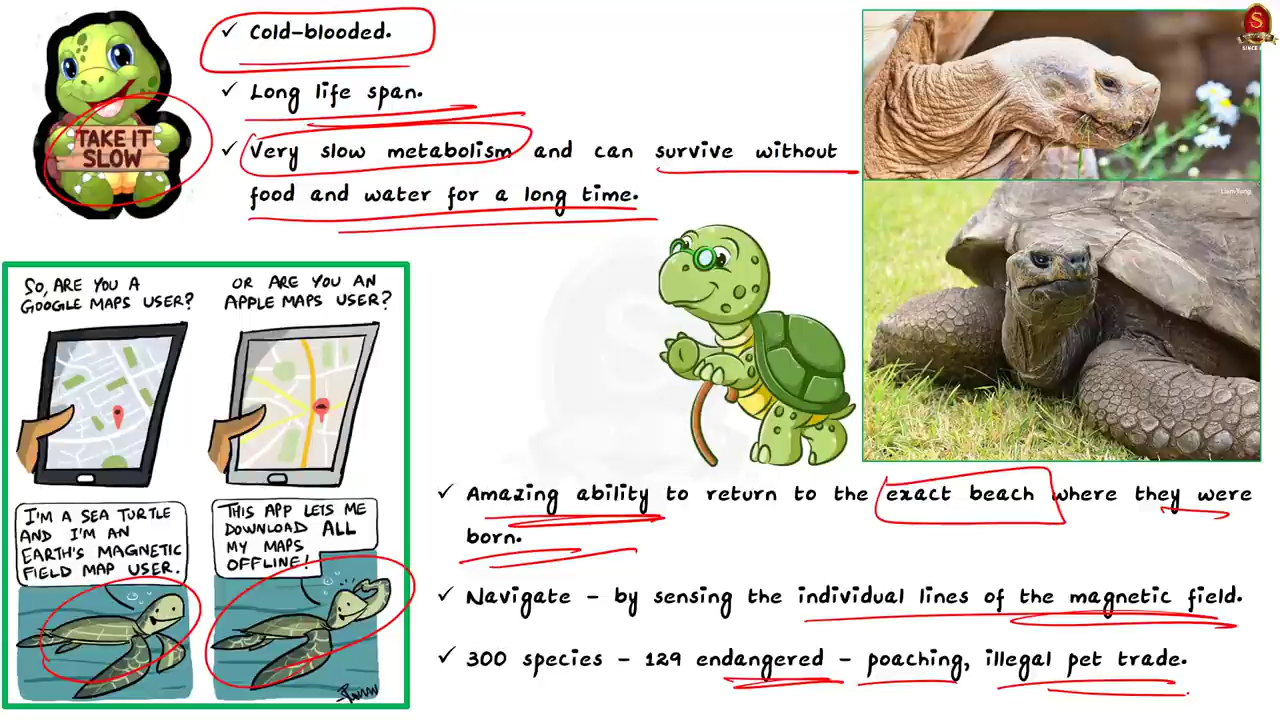 ✓ Cold-blooded.
✓ Long life span.
✓ Very slow metabolism and can survive without
food and water for a long time.
TAKE IT
SLOW
SINCE
Liam Yong
SO, ARE YOU A
GOOGLE MAPS USER?
OR ARE YOU AN
APPLE MAPS USER?
I'M A SEA TURTLE
AND I'M AN
EARTH'S MAGNETIC
FIELD MAP USER.
THIS APP LETS ME
DOWNLOAD ALL
MY MAPS
OFFLINE!
✓ Amazing ability to return to the exact beach where they were
born.
✓ Navigate – by sensing the individual lines of the magnetic field.
✓ 300 species – 129 endangered – poaching, illegal pet trade.